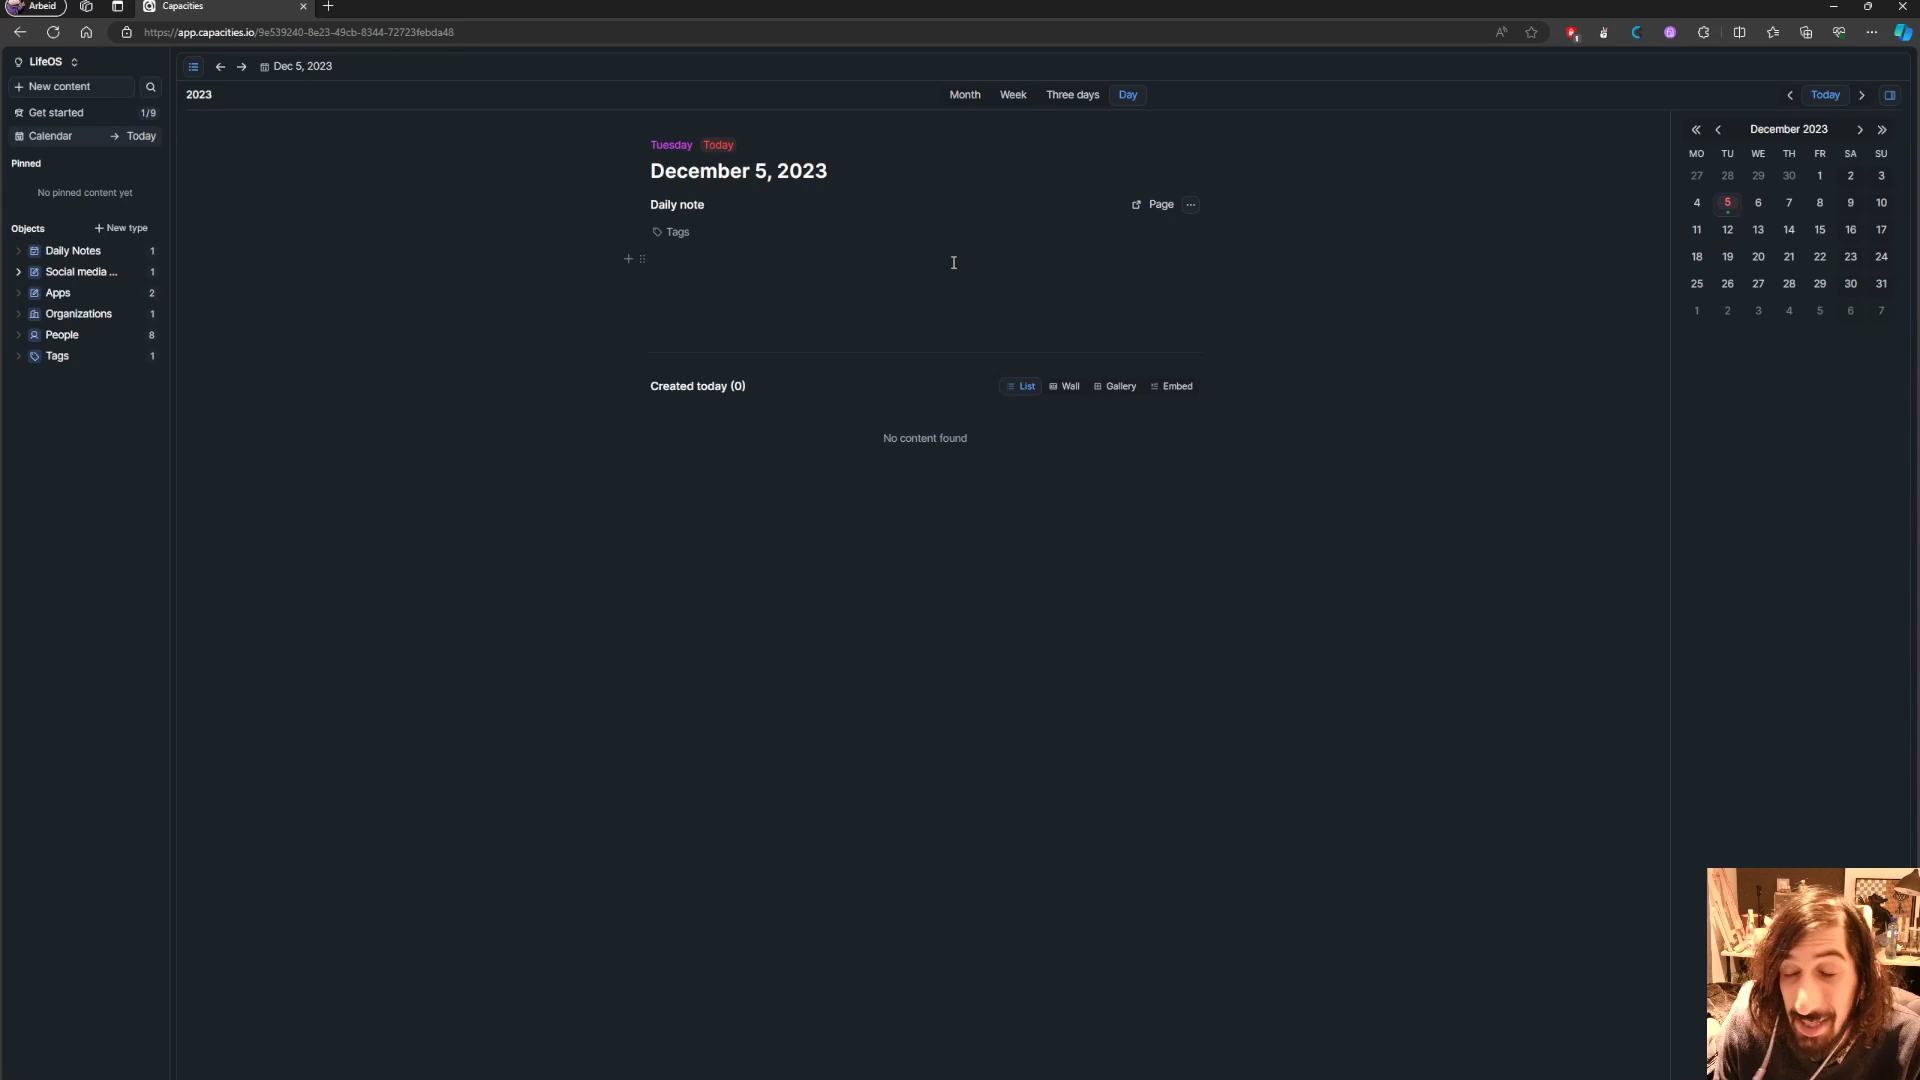 Arbeid
Capacities
https://app.capacities.io/9e539240-8e23-49cb-8344-72723febda48
LifeOS
New content
Get started 1/9
Calendar → Today
Pinned
No pinned content yet
Objects
New type
Daily Notes 1
Social media ... 1
Apps 2
Organizations 1
People 8
Tags 1
Dec 5, 2023
2023
Month Week Three days Day
Today
Tuesday Today
December 5, 2023
Daily note
Page
Tags
Created today (0)
List Wall Gallery Embed
No content found
December 2023
MO TU WE TH FR SA SU
27 28 29 30 1 2 3
4 5 6 7 8 9 10
11 12 13 14 15 16 17
18 19 20 21 22 23 24
25 26 27 28 29 30 31
1 2 3 4 5 6 7